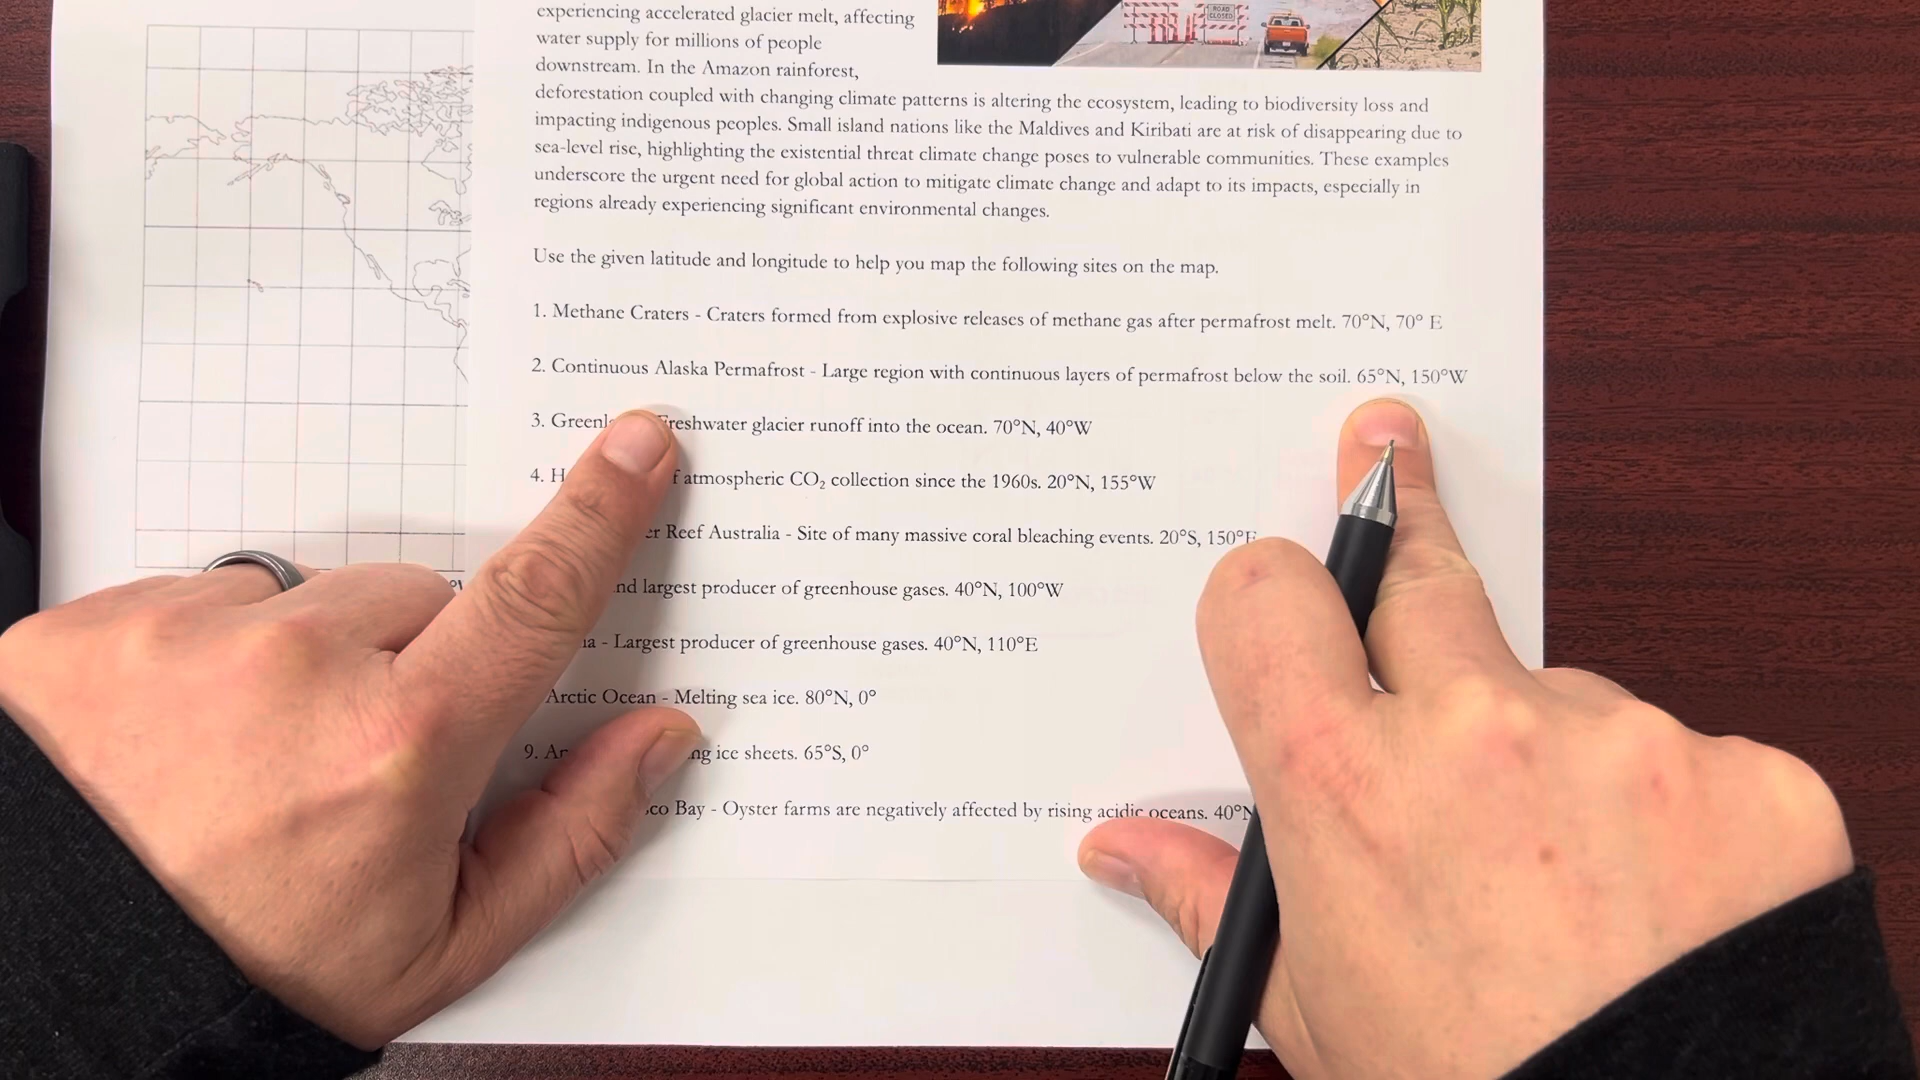 experiencing accelerated glacier melt, affecting
water supply for millions of people
downstream. In the Amazon rainforest,
deforestation coupled with changing climate patterns is altering the ecosystem, leading to biodiversity loss and
impacting indigenous peoples. Small island nations like the Maldives and Kiribati are at risk of disappearing due to
sea-level rise, highlighting the existential threat climate change poses to vulnerable communities. These examples
underscore the urgent need for global action to mitigate climate change and adapt to its impacts, especially in
regions already experiencing significant environmental changes.
Use the given latitude and longitude to help you map the following sites on the map.
1. Methane Craters - Craters formed from explosive releases of methane gas after permafrost melt. 70°N, 70° E
2. Continuous Alaska Permafrost - Large region with continuous layers of permafrost below the soil. 65°N, 150°W
3. Freshwater glacier runoff into the ocean. 70°N, 40°W
4. atmospheric CO₂ collection since the 1960s. 20°N, 155°W
Reef Australia - Site of many massive coral bleaching events. 20°S, 150°E
largest producer of greenhouse gases. 40°N, 100°W
- Largest producer of greenhouse gases. 40°N, 110°E
Arctic Ocean - Melting sea ice. 80°N, 0°
9. ice sheets. 65°S, 0°
Bay - Oyster farms are negatively affected by rising acidic oceans. 40°N
ROAD
CLOSED